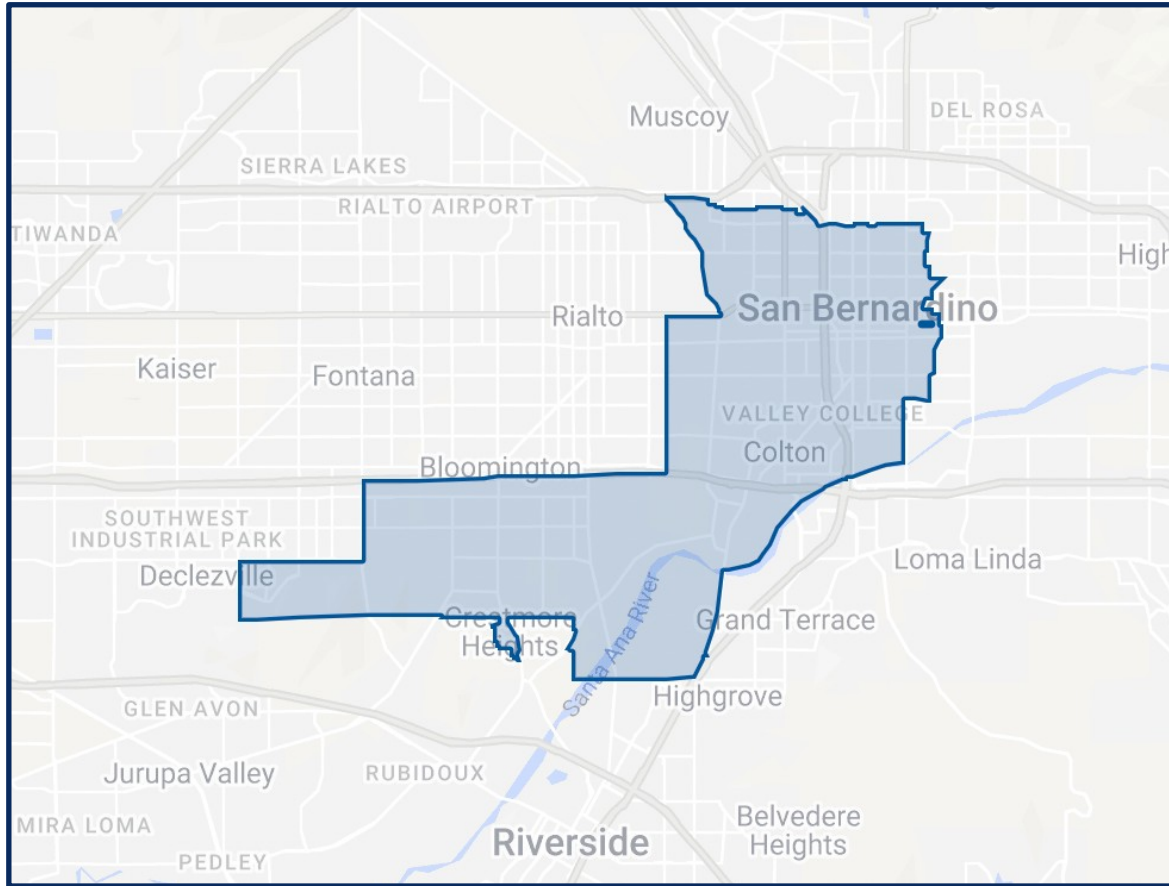 Muscoy
DEL ROSA
SIERRA LAKES
RIALTO AIRPORT
TIWANDA
High
San Bernardino
Rialto
Kaiser
Fontana
VALLEY COLLEGE
Colton
Bloomington
SOUTHWEST
INDUSTRIAL PARK
Declezville
Loma Linda
Crestmore
Heights
Santa Ana River
Grand Terrace
Highgrove
GLEN AVON
Jurupa Valley
RUBIDOUX
MIRA LOMA
Belvedere
Heights
Riverside
PEDLEY